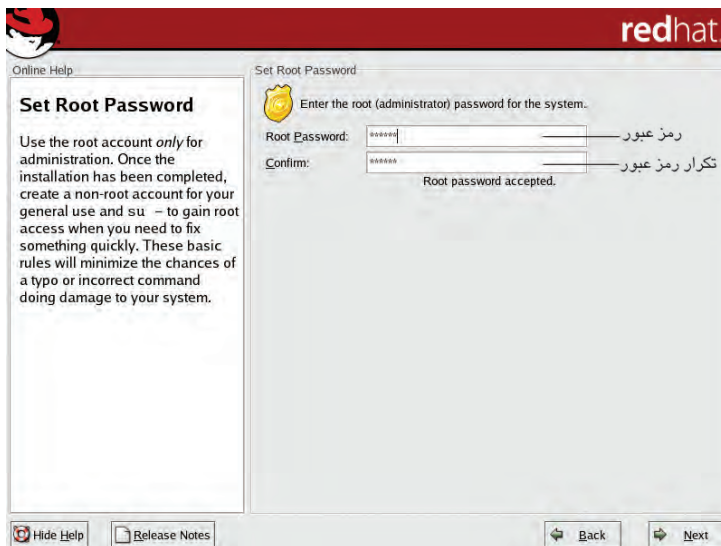 redhat.
Online Help
Set Root Password
Use the root account only for
administration. Once the
installation has been completed,
create a non-root account for your
general use and su - to gain root
access when you need to fix
something quickly. These basic
rules will minimize the chances of
a typo or incorrect command
doing damage to your system.
Set Root Password
Enter the root (administrator) password for the system.
Root Password: ******
رمز عبور
Confirm: ******
تکرار رمز عبور
Root password accepted.
Hide Help
Release Notes
Back
Next